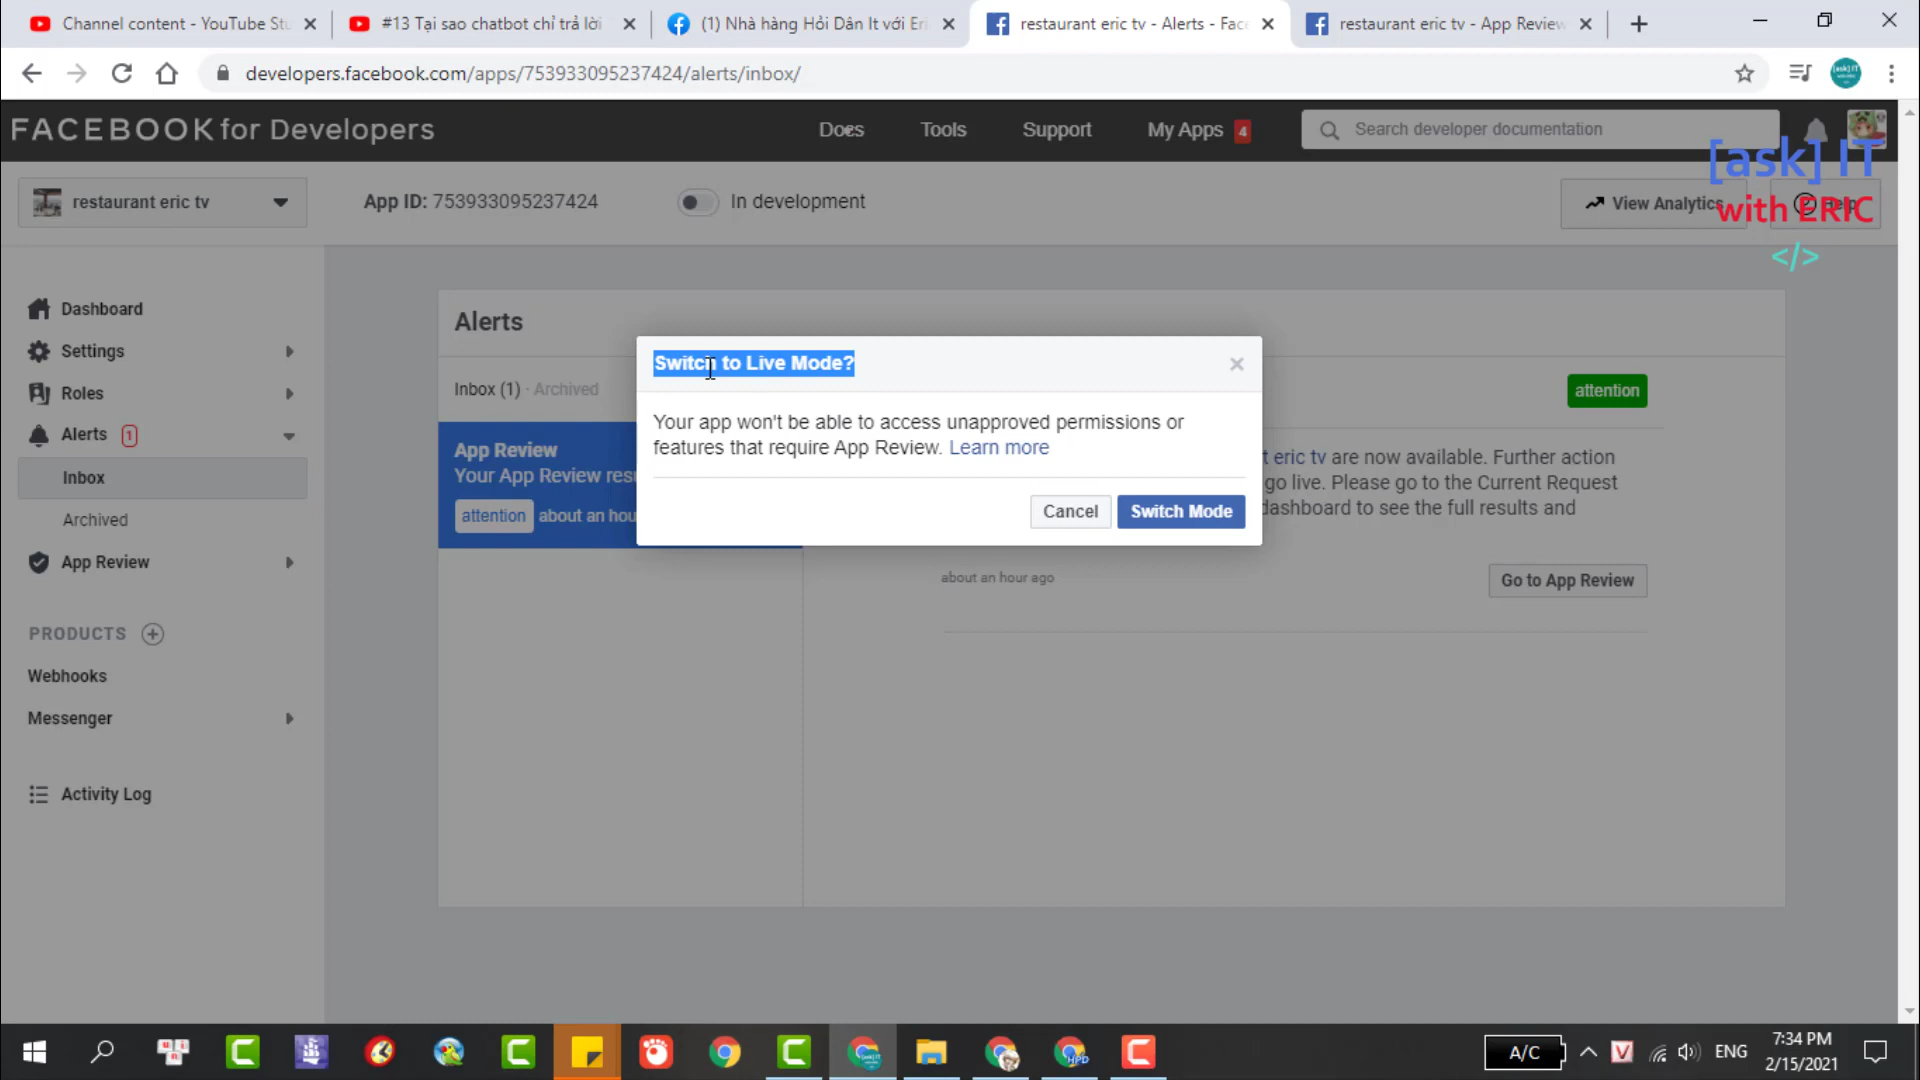 Channel content - YouTube Stu
#13 Tại sao chatbot chỉ trả lời
(1) Nhà hàng Hỏi Dân It với Eri
restaurant eric tv - Alerts - Face
restaurant eric tv - App Review
developers.facebook.com/apps/753933095237424/alerts/inbox/
FACEBOOK for Developers
Docs
Tools
Support
My Apps 4
Search developer documentation
[ask] IT
with ERIC
</>
restaurant eric tv
App ID: 753933095237424
In development
View Analytics
Help
Dashboard
Settings
Roles
Alerts 1
Inbox
Archived
App Review
PRODUCTS
Webhooks
Messenger
Activity Log
Alerts
Inbox (1) · Archived
App Review
Your App Review resu
attention about an hou
Switch to Live Mode?
Your app won't be able to access unapproved permissions or
features that require App Review. Learn more
Cancel
Switch Mode
attention
t eric tv are now available. Further action
go live. Please go to the Current Request
dashboard to see the full results and
about an hour ago
Go to App Review
A/C
ENG
7:34 PM
2/15/2021